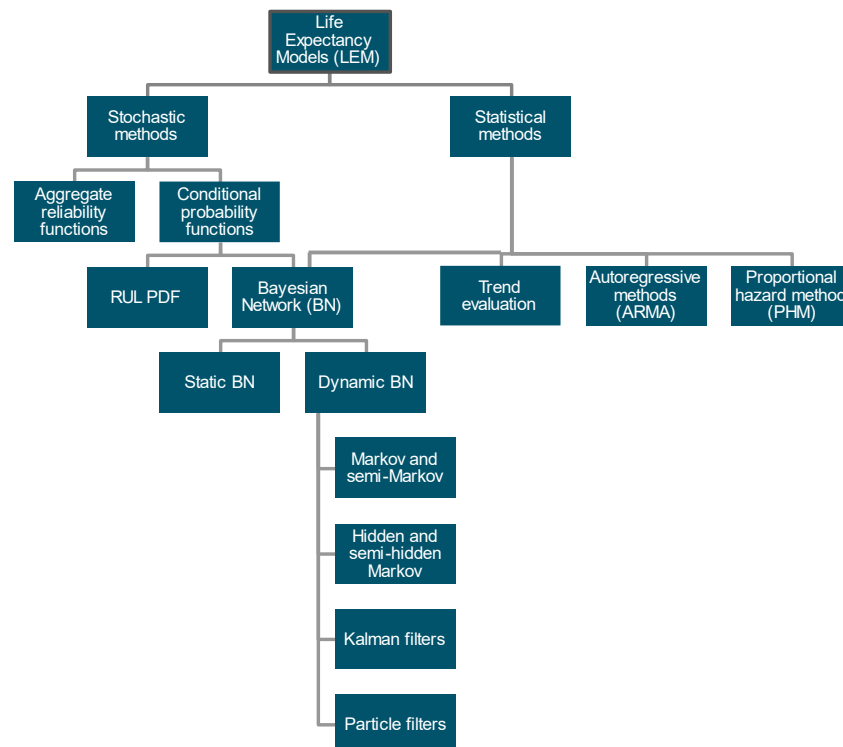 Life
Expectancy
Models (LEM)
Stochastic
methods
Statistical
methods
Aggregate
reliability
functions
Conditional
probability
functions
RUL PDF
Bayesian
Network (BN)
Trend
evaluation
Autoregressive
methods
(ARMA)
Proportional
hazard method
(PHM)
Static BN
Dynamic BN
Markov and
semi-Markov
Hidden and
semi-hidden
Markov
Kalman filters
Particle filters